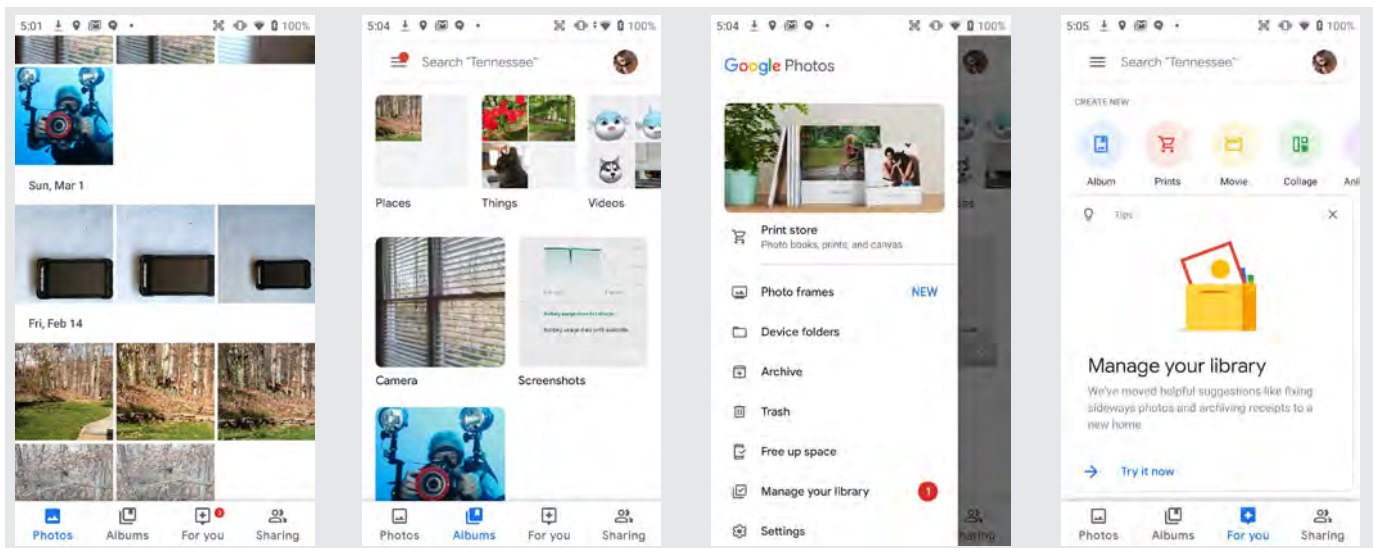 5:01
100%
Sun, Mar 1
Fri, Feb 14
Photos
Albums
For you
Sharing
5:04
100%
Search "Tennessee"
Places
Things
Videos
Camera
Screenshots
Photos
Albums
For you
Sharing
5:04
100%
Google Photos
Print store
Photo books, prints, and canvas
Photo frames NEW
Device folders
Archive
Trash
Free up space
Manage your library 1
Settings
Sharing
5:05
100%
Search "Tennessee"
CREATE NEW
Album
Prints
Movie
Collage
Ani
Tips
Manage your library
We've moved helpful suggestions like fixing
sideways photos and archiving receipts to a
new home
Try it now
Photos
Albums
For you
Sharing